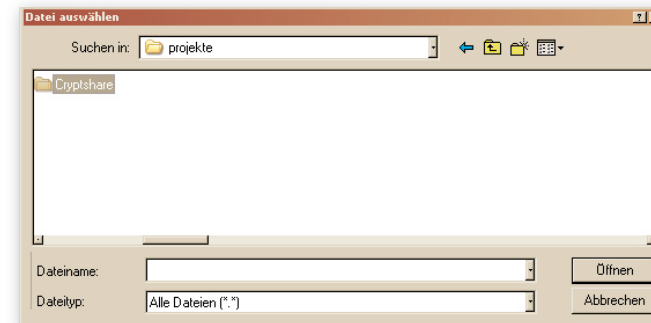 Datei auswählen
Suchen in: projekte
Cryptshare
Dateiname:
Öffnen
Dateityp: Alle Dateien (*.*)
Abbrechen